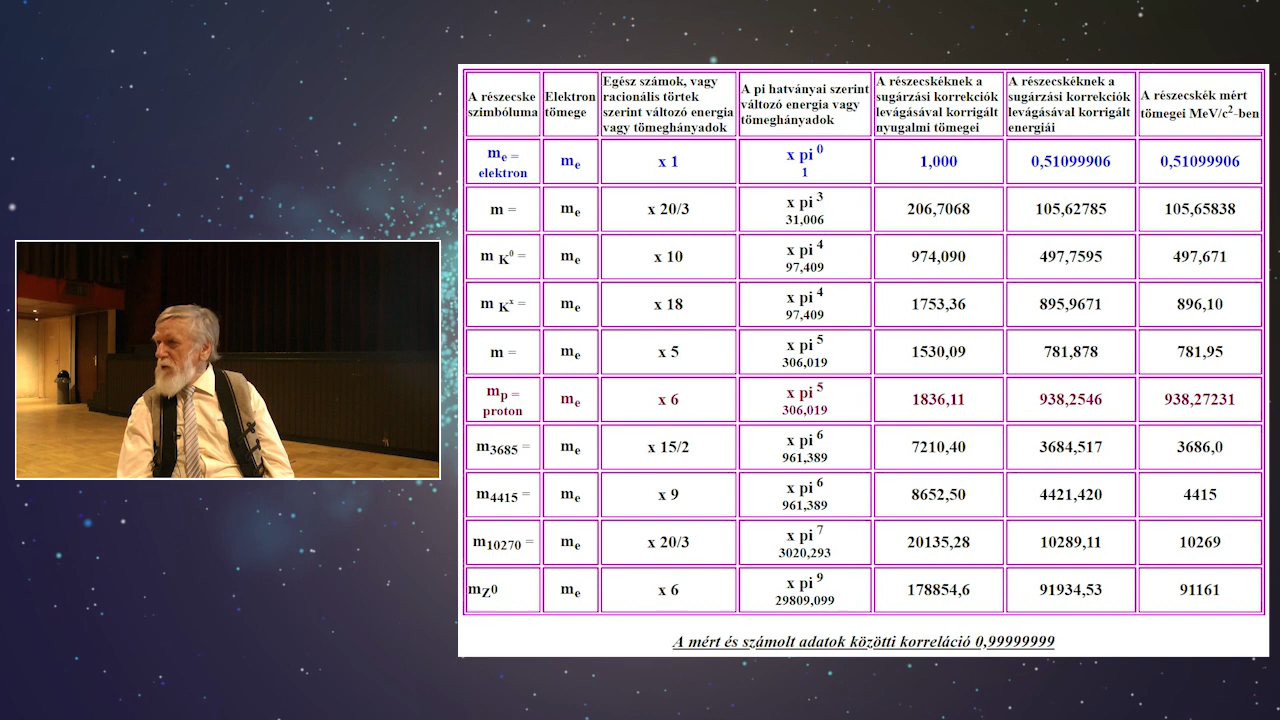 A részecske szimbóluma Elektron tömege Egész számok, vagy racionális törtek szerint változó energia vagy tömeghányadok A pi hatványai szerint változó energia vagy tömeghányadok A részecskéknek a sugárzási korrekciók levágásával korrigált nyugalmi tömegei A részecskéknek a sugárzási korrekciók levágásával korrigált energiái A részecskék mért tömegei MeV/c²-ben
mₑ = elektron mₑ x 1 x pi ⁰ 1 1,000 0,51099906 0,51099906
m = mₑ x 20/3 x pi ³ 31,006 206,7068 105,62785 105,65838
m K⁰ = mₑ x 10 x pi ⁴ 97,409 974,090 497,7595 497,671
m Kˣ = mₑ x 18 x pi ⁴ 97,409 1753,36 895,9671 896,10
m = mₑ x 5 x pi ⁵ 306,019 1530,09 781,878 781,95
mₚ = proton mₑ x 6 x pi ⁵ 306,019 1836,11 938,2546 938,27231
m₃₆₈₅ = mₑ x 15/2 x pi ⁶ 961,389 7210,40 3684,517 3686,0
m₄₄₁₅ = mₑ x 9 x pi ⁶ 961,389 8652,50 4421,420 4415
m₁₀₂₇₀ = mₑ x 20/3 x pi ⁷ 3020,293 20135,28 10289,11 10269
mZ0 mₑ x 6 x pi ⁹ 29809,099 178854,6 91934,53 91161
A mért és számolt adatok közötti korreláció 0,99999999